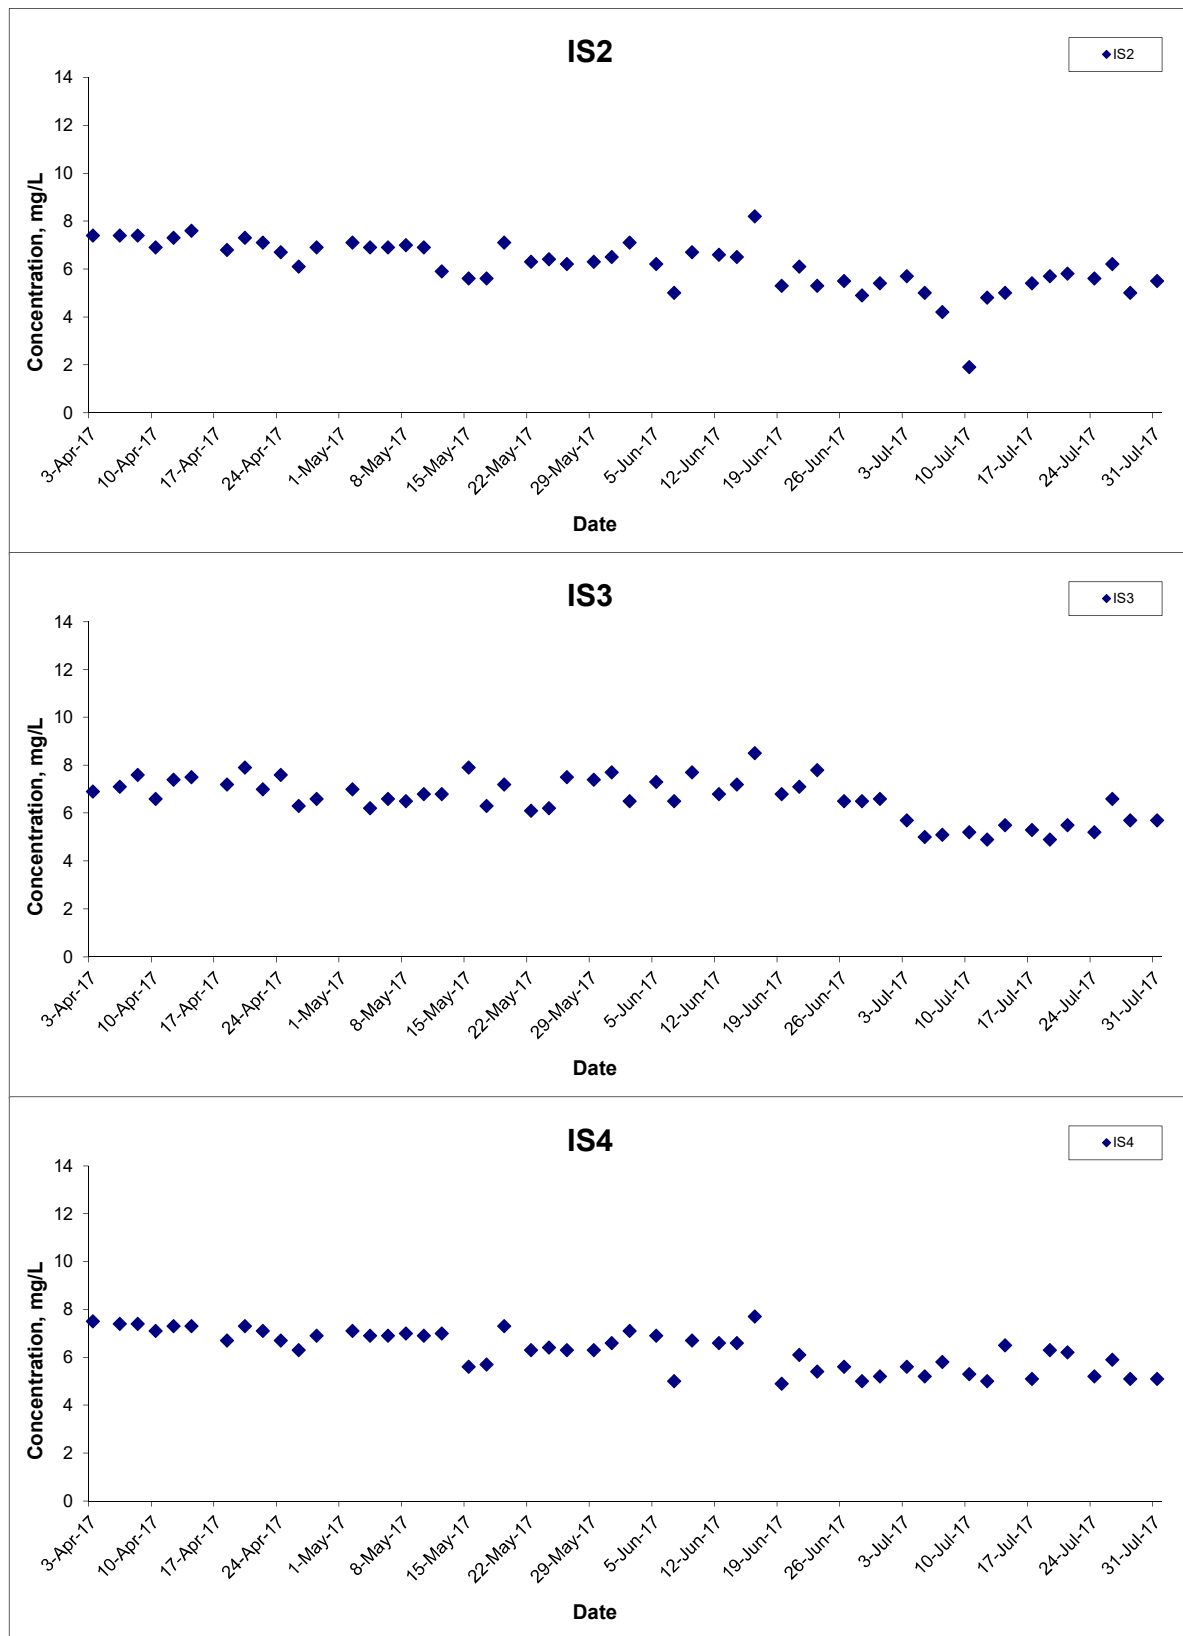 IS2
IS2
14
12
10
8
6
4
2
0
Concentration, mg/L
3-Apr-17
10-Apr-17
17-Apr-17
24-Apr-17
1-May-17
8-May-17
15-May-17
22-May-17
29-May-17
5-Jun-17
12-Jun-17
19-Jun-17
26-Jun-17
3-Jul-17
10-Jul-17
17-Jul-17
24-Jul-17
31-Jul-17
Date
IS3
IS3
14
12
10
8
6
4
2
0
Concentration, mg/L
3-Apr-17
10-Apr-17
17-Apr-17
24-Apr-17
1-May-17
8-May-17
15-May-17
22-May-17
29-May-17
5-Jun-17
12-Jun-17
19-Jun-17
26-Jun-17
3-Jul-17
10-Jul-17
17-Jul-17
24-Jul-17
31-Jul-17
Date
IS4
IS4
14
12
10
8
6
4
2
0
Concentration, mg/L
3-Apr-17
10-Apr-17
17-Apr-17
24-Apr-17
1-May-17
8-May-17
15-May-17
22-May-17
29-May-17
5-Jun-17
12-Jun-17
19-Jun-17
26-Jun-17
3-Jul-17
10-Jul-17
17-Jul-17
24-Jul-17
31-Jul-17
Date